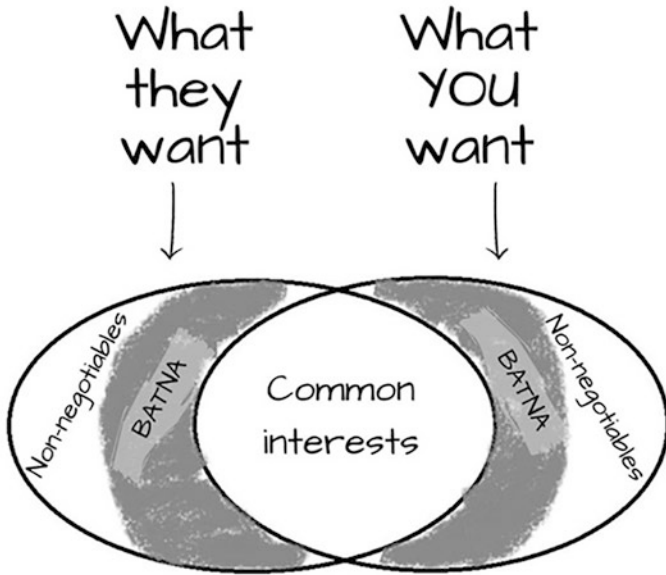 What
they
want
What
YOU
want
Non-negotiables
BATNA
Common
interests
BATNA
Non-negotiables